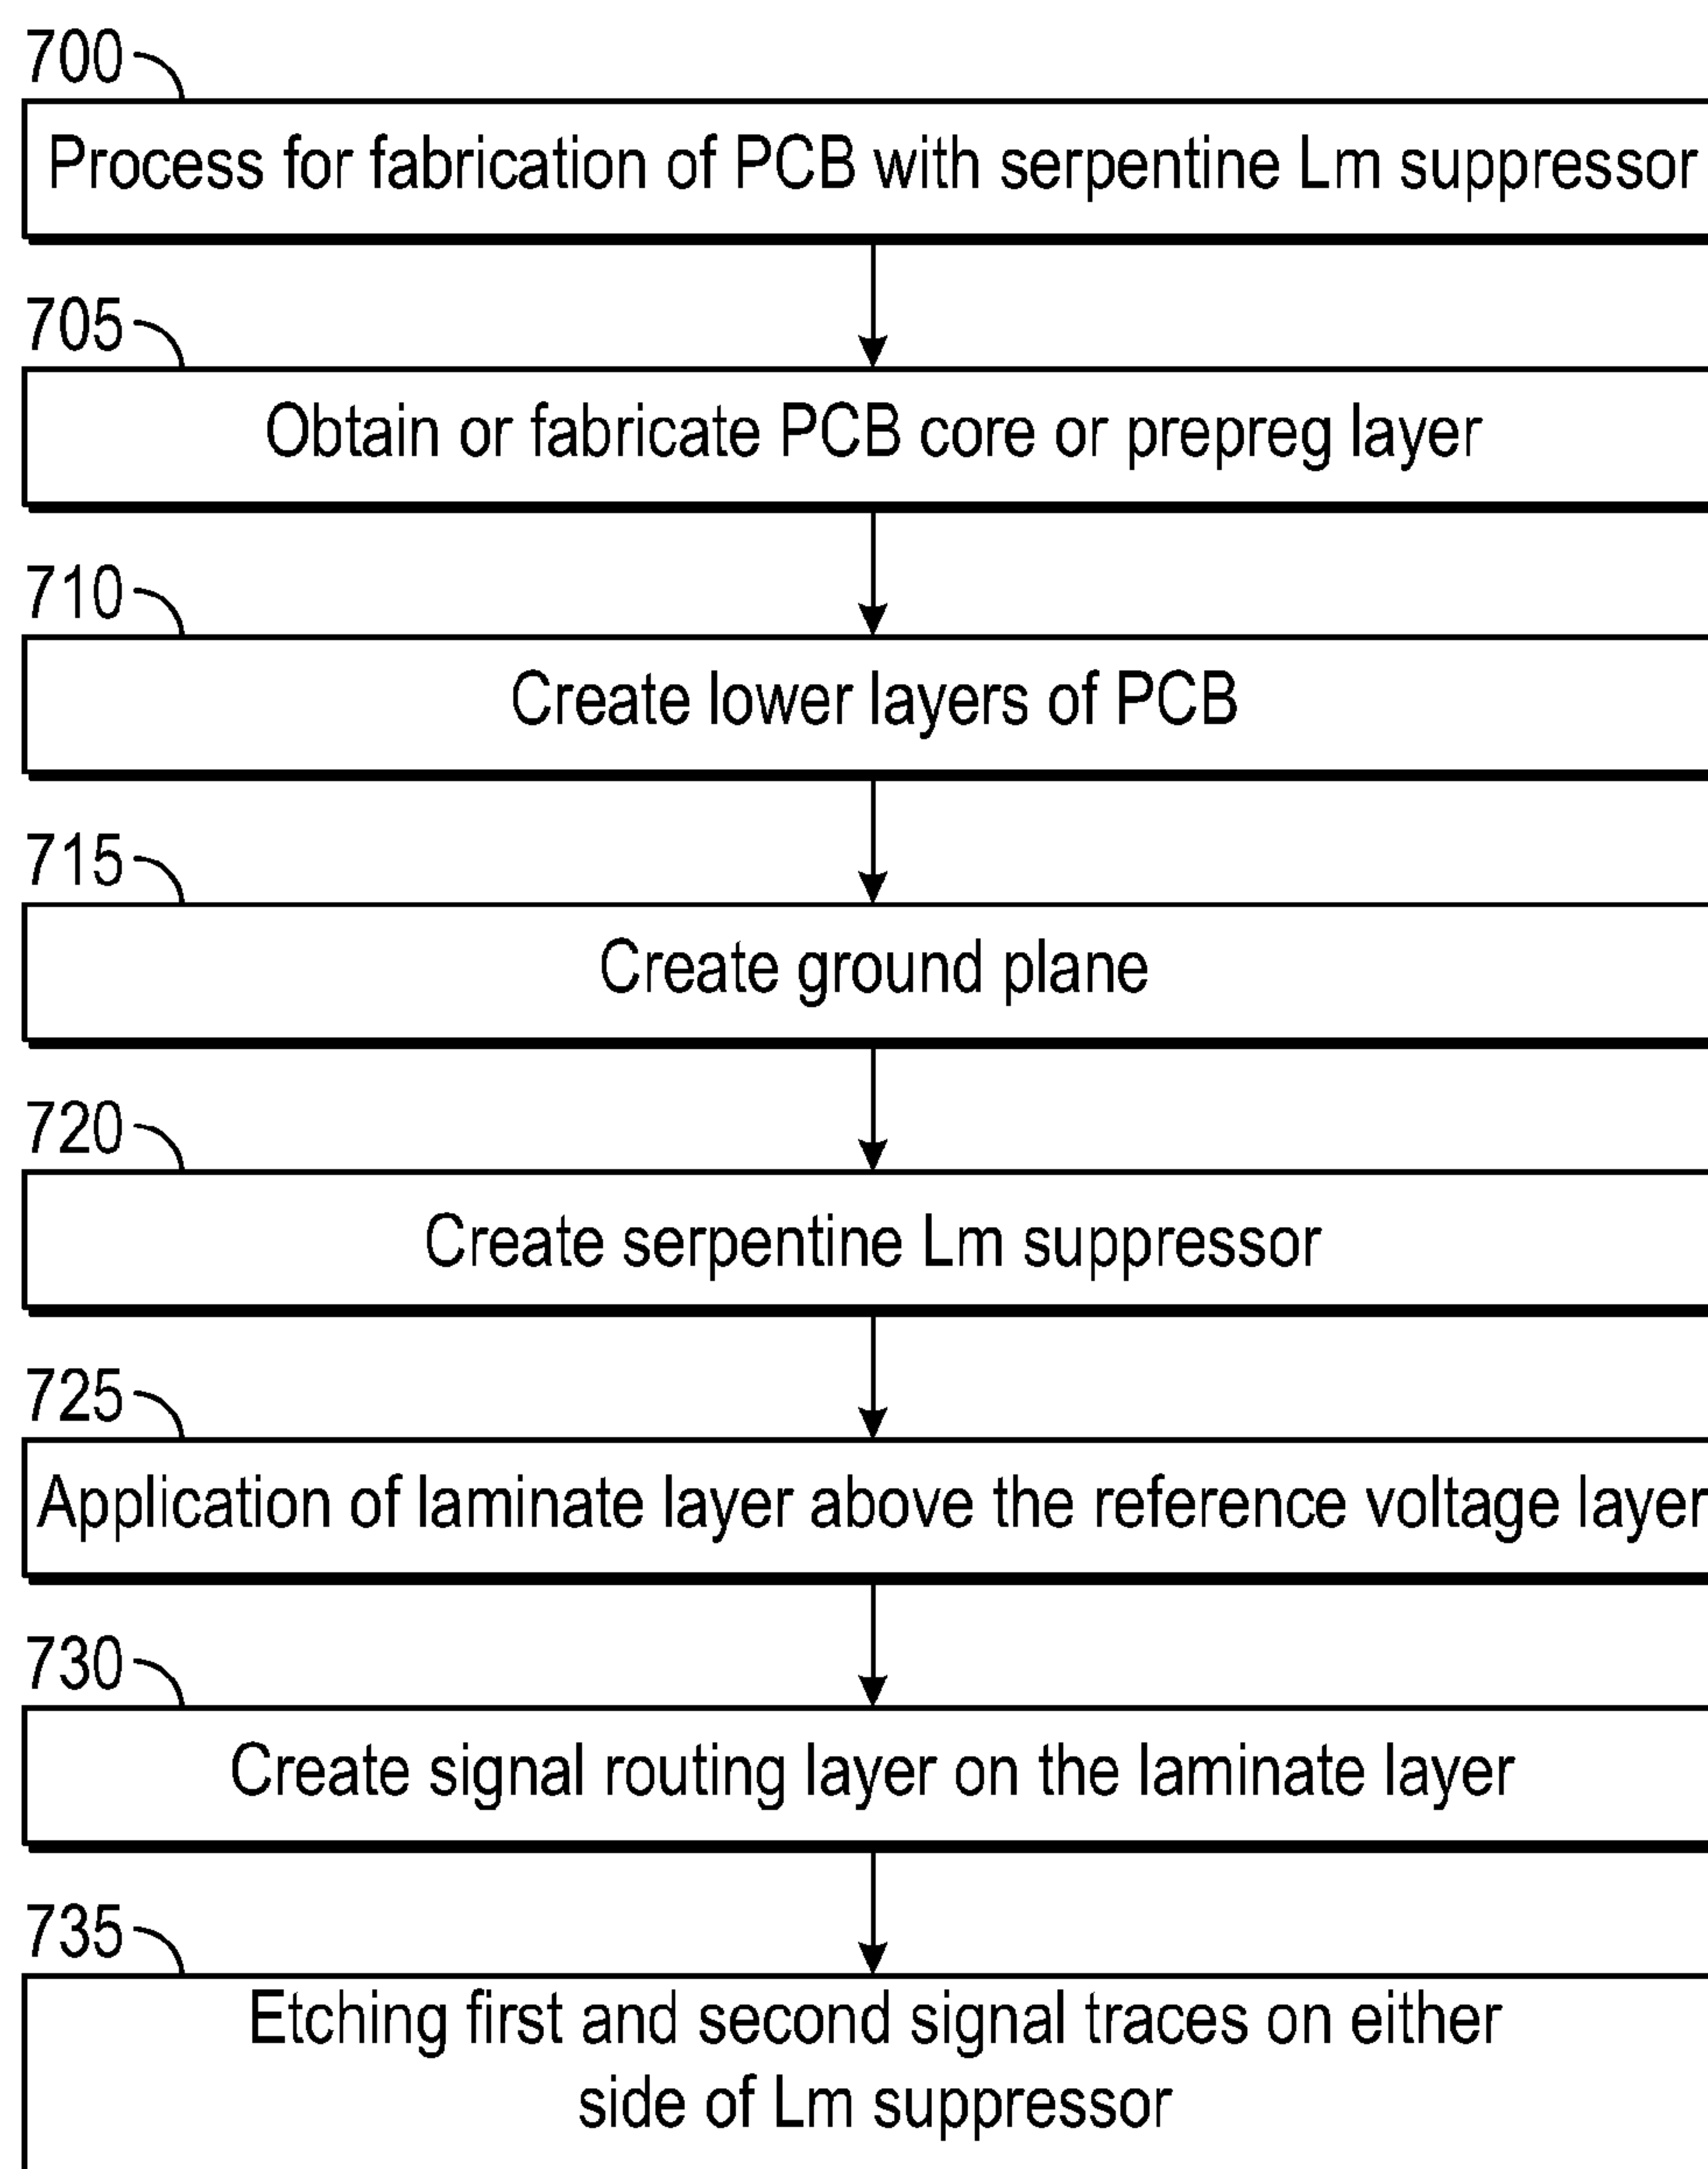 700
Process for fabrication of PCB with serpentine Lm suppressor
705
Obtain or fabricate PCB core or prepreg layer
710
Create lower layers of PCB
715
Create ground plane
720
Create serpentine Lm suppressor
725
Application of laminate layer above the reference voltage layer
730
Create signal routing layer on the laminate layer
735
Etching first and second signal traces on either
side of Lm suppressor